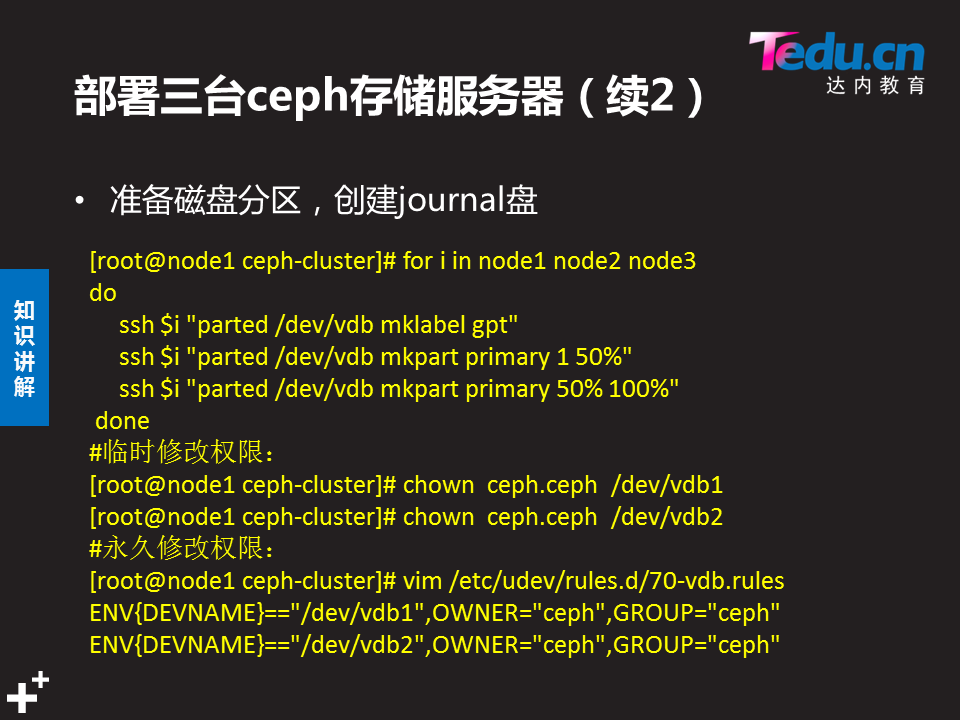 Tedu.cn
达内教育
部署三台ceph存储服务器（续2）
• 准备磁盘分区，创建journal盘
[root@node1 ceph-cluster]# for i in node1 node2 node3
do
ssh $i "parted /dev/vdb mklabel gpt"
ssh $i "parted /dev/vdb mkpart primary 1 50%"
ssh $i "parted /dev/vdb mkpart primary 50% 100%"
done
#临时修改权限：
[root@node1 ceph-cluster]# chown  ceph.ceph  /dev/vdb1
[root@node1 ceph-cluster]# chown  ceph.ceph  /dev/vdb2
#永久修改权限：
[root@node1 ceph-cluster]# vim /etc/udev/rules.d/70-vdb.rules
ENV{DEVNAME}=="/dev/vdb1",OWNER="ceph",GROUP="ceph"
ENV{DEVNAME}=="/dev/vdb2",OWNER="ceph",GROUP="ceph"
知识讲解